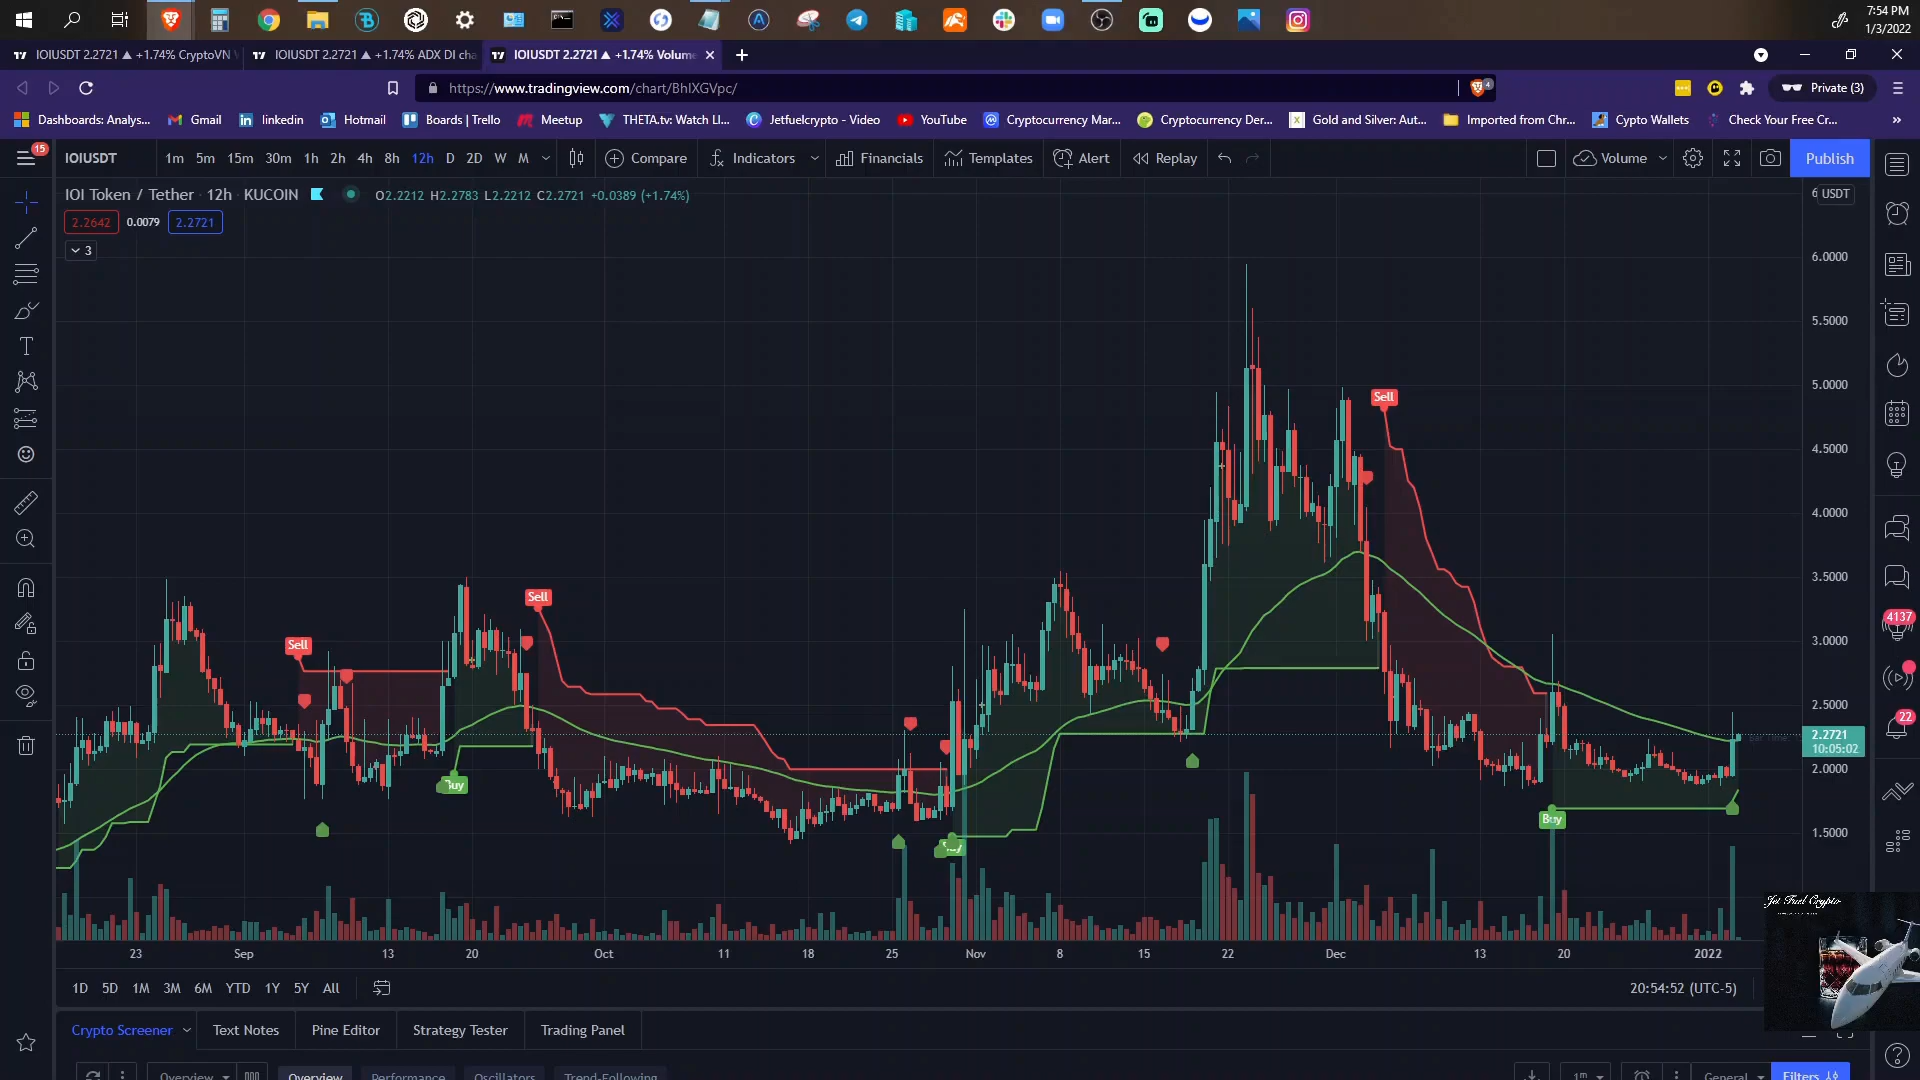 7:54 PM
1/3/2022
IOIUSDT 2.2721 ▲ +1.74% CryptoVN
IOIUSDT 2.2721 ▲ +1.74% ADX DI cha
IOIUSDT 2.2721 ▲ +1.74% Volume
https://www.tradingview.com/chart/BhIXGVpc/
4
Private (3)
Dashboards: Analys... Gmail linkedin Hotmail Boards | Trello Meetup THETA.tv: Watch LI... Jetfuelcrypto - Video YouTube Cryptocurrency Mar... Cryptocurrency Der... Gold and Silver: Aut... Imported from Chr... Cypto Wallets Check Your Free Cr... »
15
IOIUSDT 1m 5m 15m 30m 1h 2h 4h 8h 12h D 2D W M Compare Indicators Financials Templates Alert Replay Volume Publish
IOI Token / Tether · 12h · KUCOIN O2.2212 H2.2783 L2.2212 C2.2721 +0.0389 (+1.74%)
2.2642 0.0079 2.2721
3
USDT
6.0000
5.5000
5.0000
Sell
4.5000
4.0000
3.5000
Sell
4137
Sell
3.0000
2.5000
22
2.2721
10:05:02
2.0000
Buy
1.5000
Jet Fuel Crypto
23 Sep 13 20 Oct 11 18 25 Nov 8 15 22 Dec 13 20 2022
1D 5D 1M 3M 6M YTD 1Y 5Y All
20:54:52 (UTC-5)
Crypto Screener Text Notes Pine Editor Strategy Tester Trading Panel
Overview Overview Performance Oscillators Trend-Following 1m General Filters